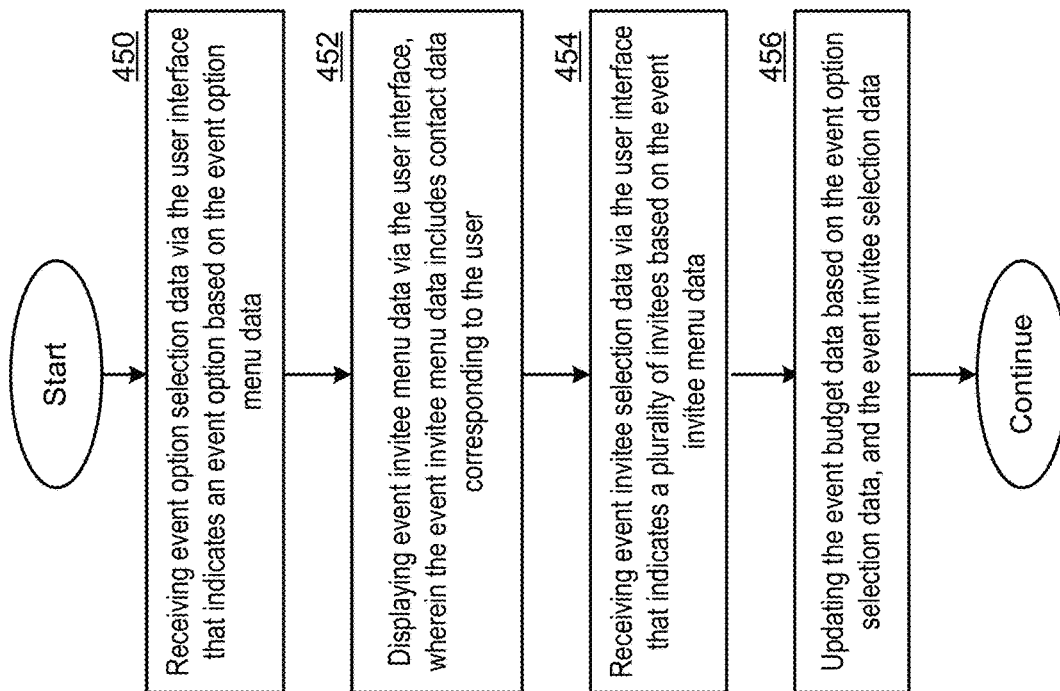 Start
450
Receiving event option selection data via the user interface
that indicates an event option based on the event option
menu data
452
Displaying event invitee menu data via the user interface,
wherein the event invitee menu data includes contact data
corresponding to the user
454
Receiving event invitee selection data via the user interface
that indicates a plurality of invitees based on the event
invitee menu data
456
Updating the event budget data based on the event option
selection data, and the event invitee selection data
Continue